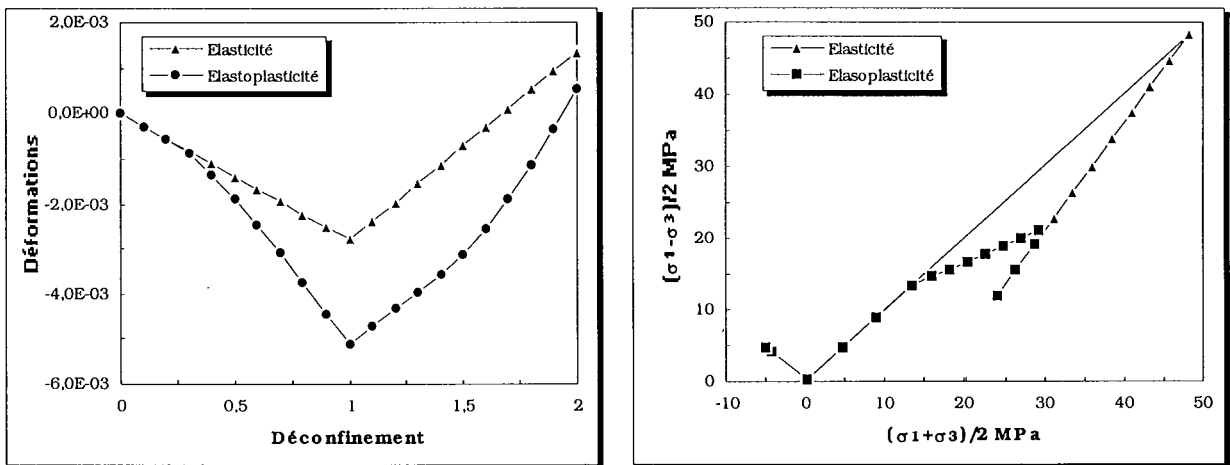 2,0E-03
0,0E+00
-2,0E-03
-4,0E-03
-6,0E-03
Déformations
Elasticité
Elastoplasticité
0
0,5
1
1,5
2
Déconfinement
50
40
30
20
10
0
(σ1-σ3)/2 MPa
Elasticité
Elasoplasticité
-10
0
10
20
30
40
50
(σ1+σ3)/2 MPa